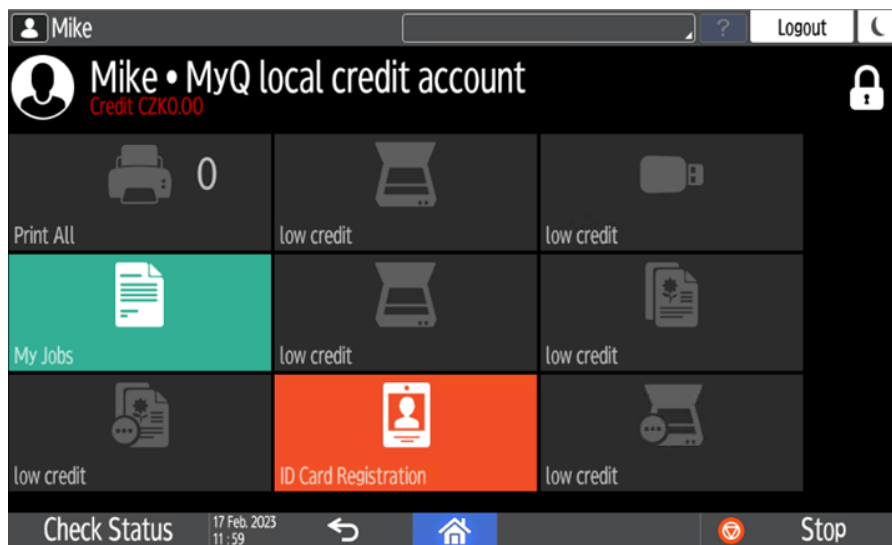 Mike
?
Logout
Mike • MyQ local credit account
Credit CZK0.00
0
Print All
low credit
low credit
My Jobs
low credit
low credit
low credit
ID Card Registration
low credit
Check Status
17 Feb. 2023
11 : 59
Stop